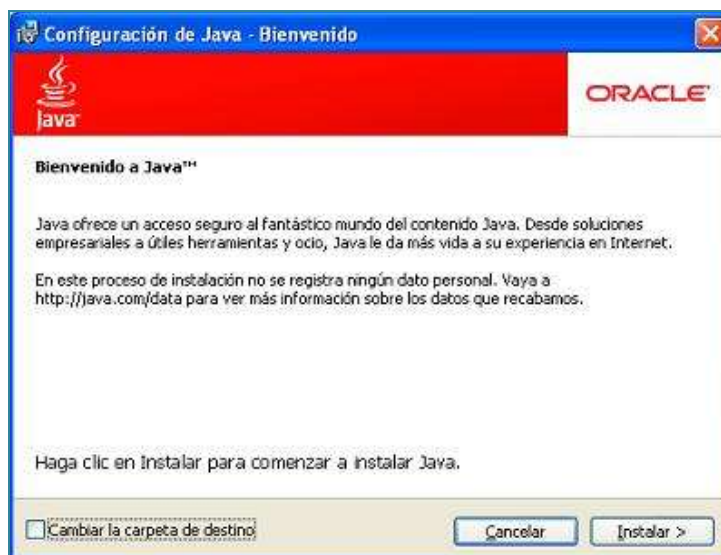 Configuración de Java - Bienvenido
Java
ORACLE
Bienvenido a Java™
Java ofrece un acceso seguro al fantástico mundo del contenido Java. Desde soluciones
empresariales a útiles herramientas y ocio, Java le da más vida a su experiencia en Internet.
En este proceso de instalación no se registra ningún dato personal. Vaya a
http://java.com/data para ver más información sobre los datos que recabamos.
Haga clic en Instalar para comenzar a instalar Java.
Cambiar la carpeta de destino
Cancelar
Instalar >